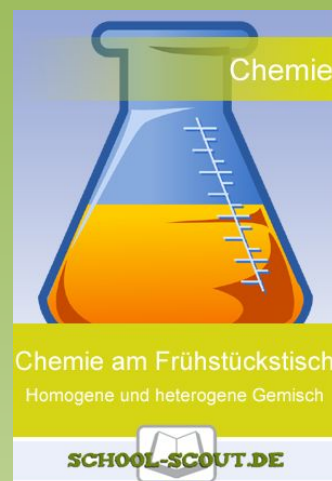 Chemie
Chemie am Frühstückstisch
Homogene und heterogene Gemisch
SCHOOL-SCOUT.DE